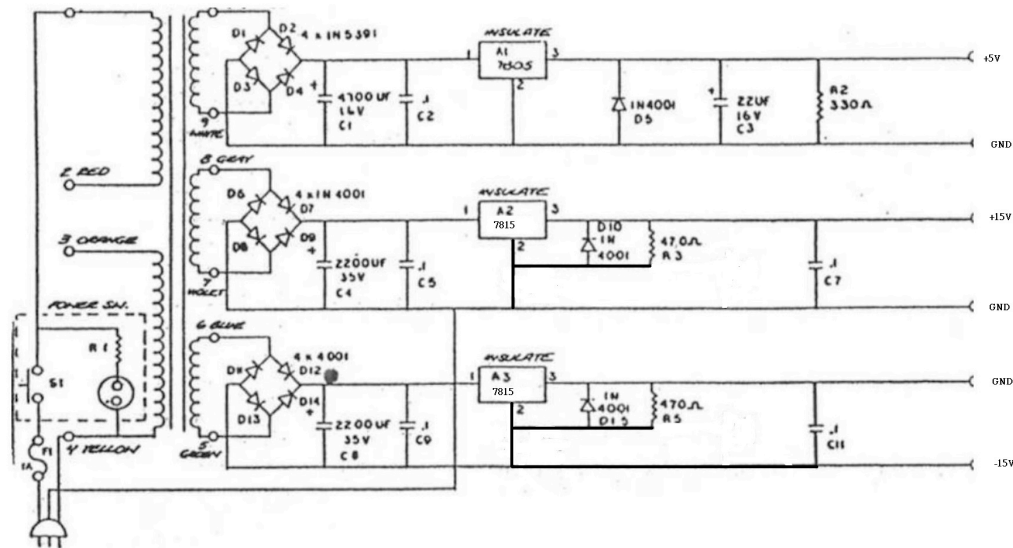 D1
D2
4 x 1N5391
D3
D4
+
4700UF
16V
C1
.1
C2
INSULATE
1
A1
7805
3
2
1N4001
D5
+
22UF
16V
C3
R2
330Ω
+5V
GND
9
WHITE
2 RED
8 GRAY
D6
4 x 1N4001
D7
D8
D9
+
2200UF
35V
C4
.1
C5
INSULATE
1
A2
7815
3
2
D10
1N
4001
470Ω
R3
.1
C7
+15V
GND
7
VIOLET
3 ORANGE
POWER SW.
R1
S1
F1
1A
4 YELLOW
6 BLUE
D11
4 x 4001
D12
D13
D14
+
2200UF
35V
C8
.1
C9
INSULATE
1
A3
7815
3
2
1N
4001
D15
470Ω
R5
.1
C11
GND
-15V
5
GREEN